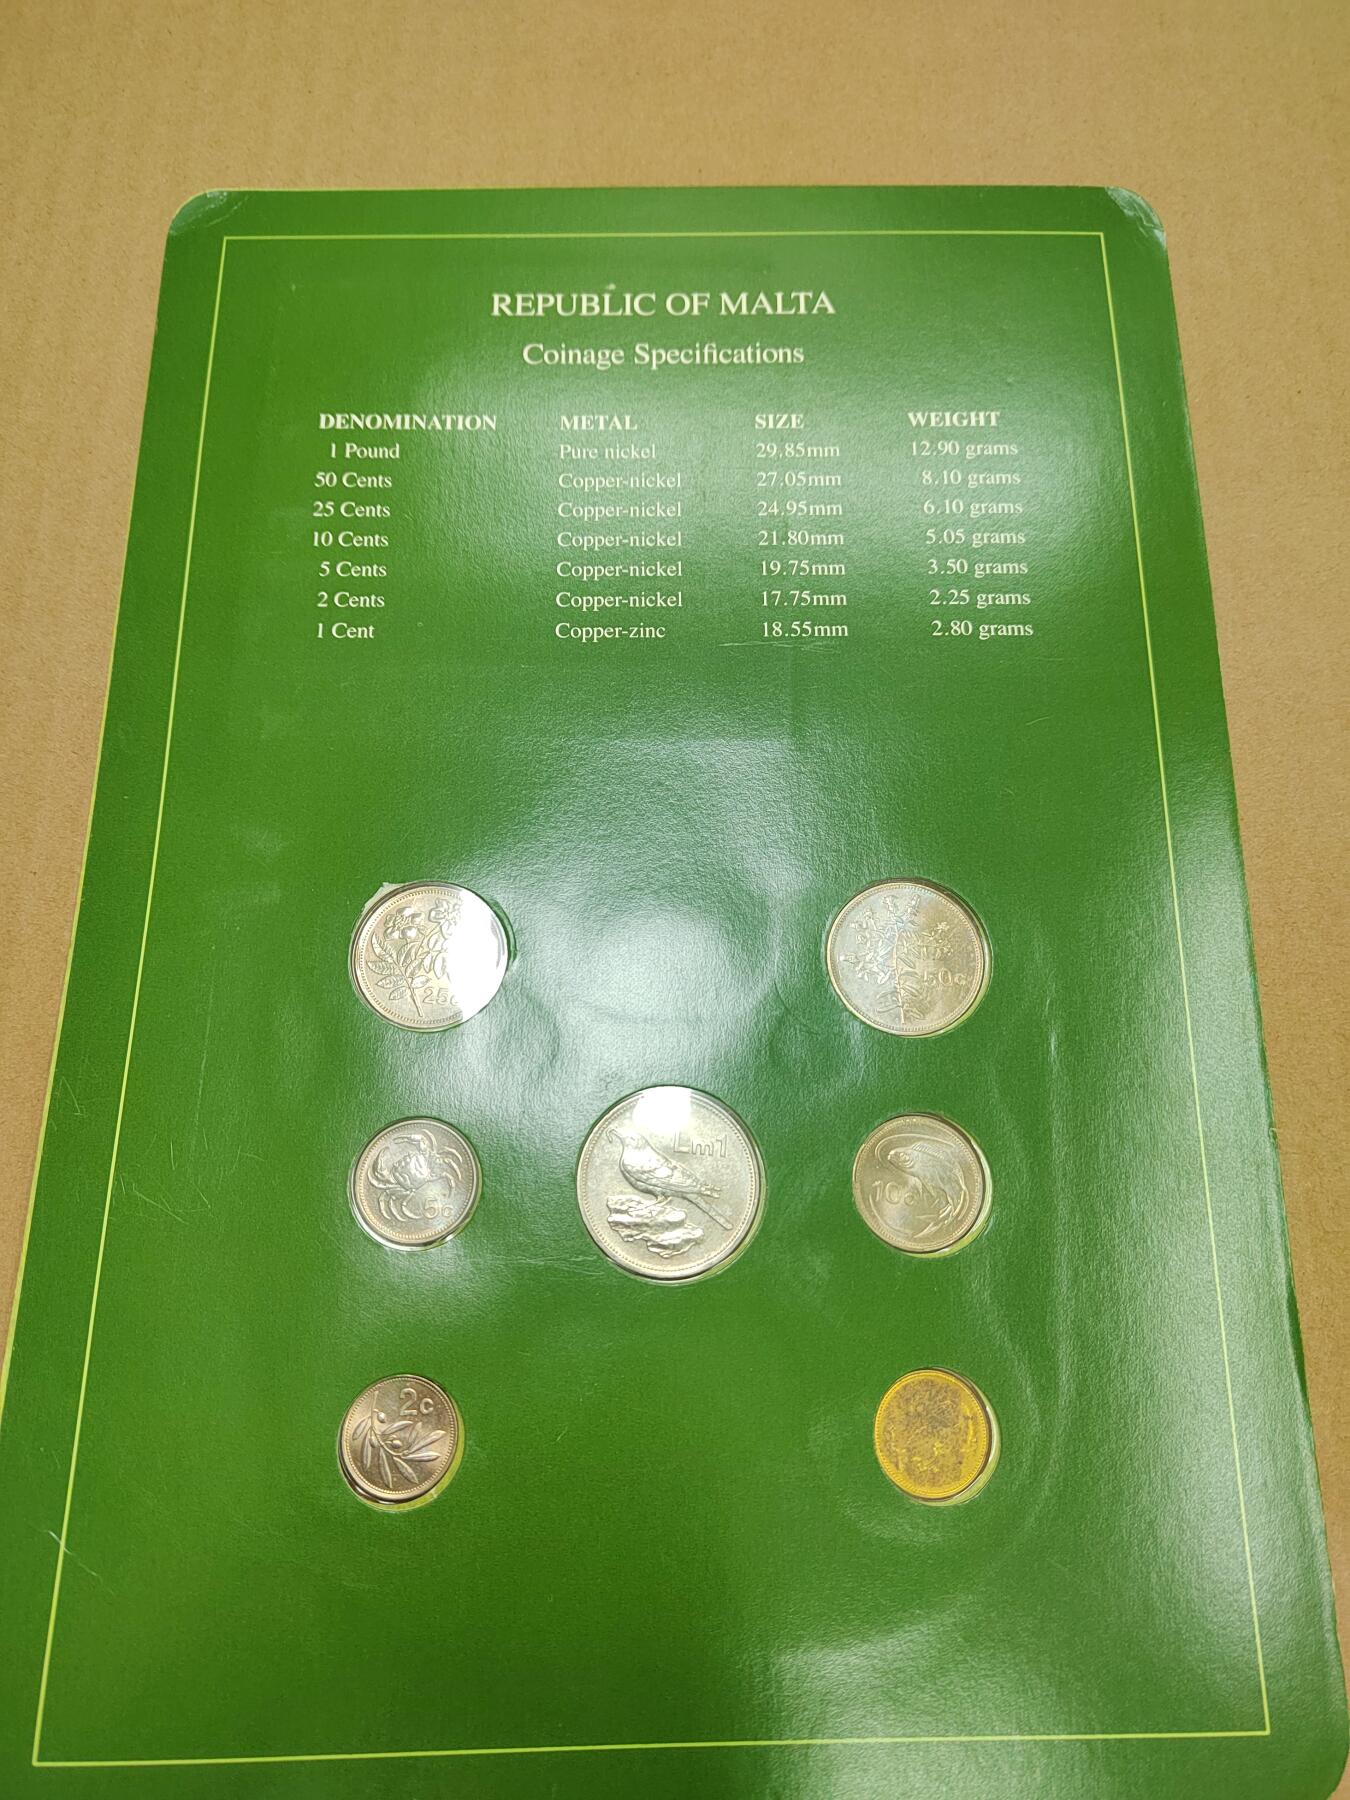 REPUBLIC OF MALTA
Coinage Specifications
DENOMINATION METAL SIZE WEIGHT
1 Pound Pure nickel 29.85mm 12.90 grams
50 Cents Copper-nickel 27.05mm 8.10 grams
25 Cents Copper-nickel 24.95mm 6.10 grams
10 Cents Copper-nickel 21.80mm 5.05 grams
5 Cents Copper-nickel 19.75mm 3.50 grams
2 Cents Copper-nickel 17.75mm 2.25 grams
1 Cent Copper-zinc 18.55mm 2.80 grams
25c
50c
5c
Lm1
10c
2c